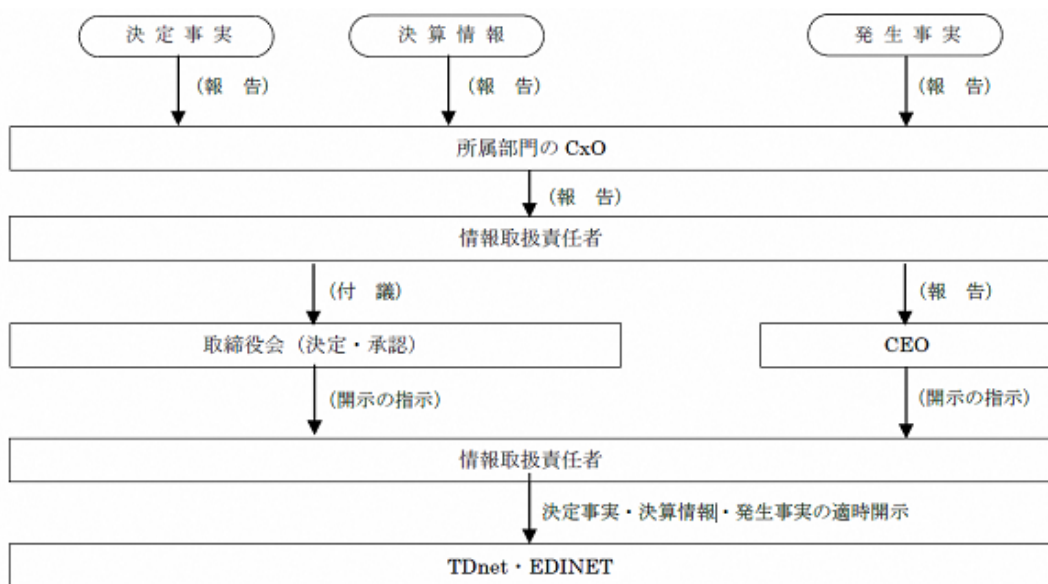 決 定 事 実
決 算 情 報
発 生 事 実
(報 告)
(報 告)
(報 告)
所属部門の CxO
(報 告)
情報取扱責任者
(付 議)
(報 告)
取締役会（決定・承認）
CEO
(開示の指示)
(開示の指示)
情報取扱責任者
決定事実・決算情報・発生事実の適時開示
TDnet・EDINET